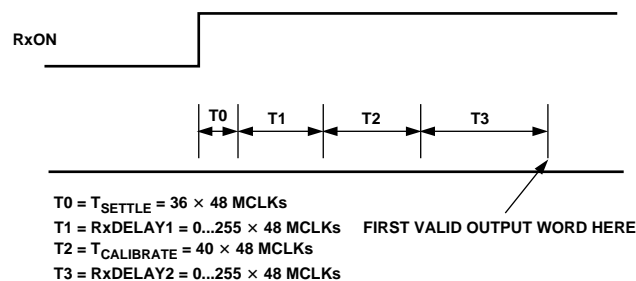 RxON
T0 T1 T2 T3
T0 = TSETTLE = 36 × 48 MCLKs
T1 = RxDELAY1 = 0...255 × 48 MCLKs
T2 = TCALIBRATE = 40 × 48 MCLKs
T3 = RxDELAY2 = 0...255 × 48 MCLKs
FIRST VALID OUTPUT WORD HERE